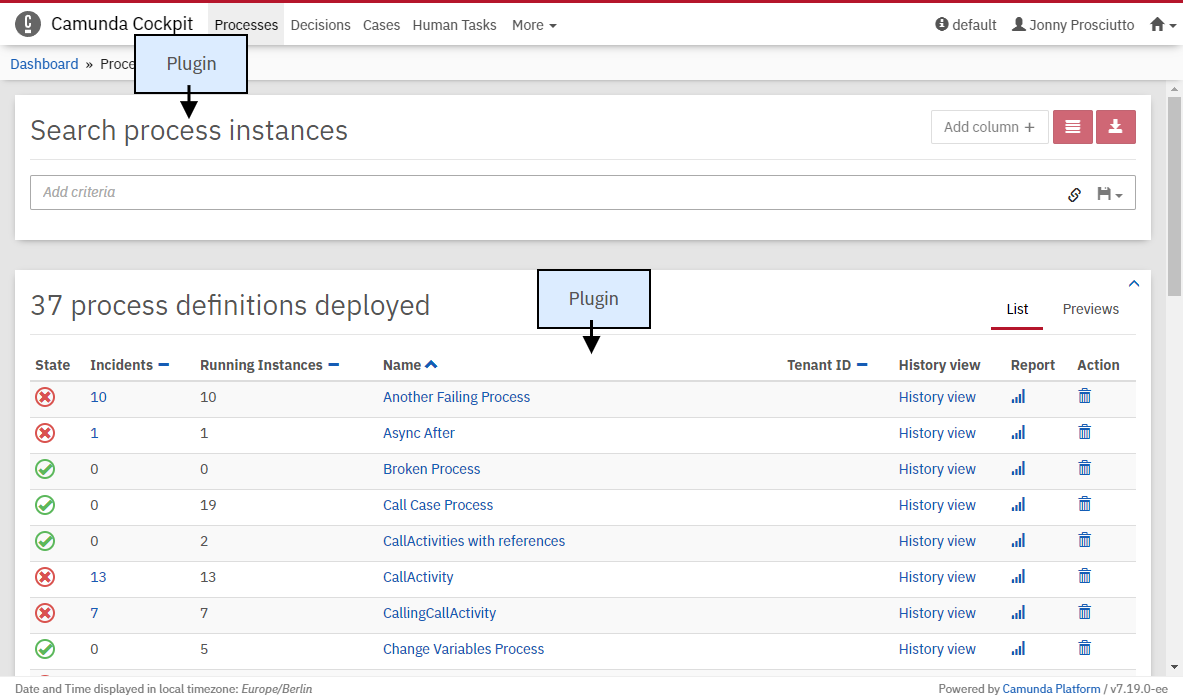 Camunda Cockpit Processes Decisions Cases Human Tasks More default Jonny Prosciutto
Dashboard » Proce
Plugin
Search process instances Add column +
Add criteria
Plugin
37 process definitions deployed List Previews
State Incidents Running Instances Name Tenant ID History view Report Action
10 10 Another Failing Process History view
1 1 Async After History view
0 0 Broken Process History view
0 19 Call Case Process History view
0 2 CallActivities with references History view
13 13 CallActivity History view
7 7 CallingCallActivity History view
0 5 Change Variables Process History view
Date and Time displayed in local timezone: Europe/Berlin Powered by Camunda Platform / v7.19.0-ee